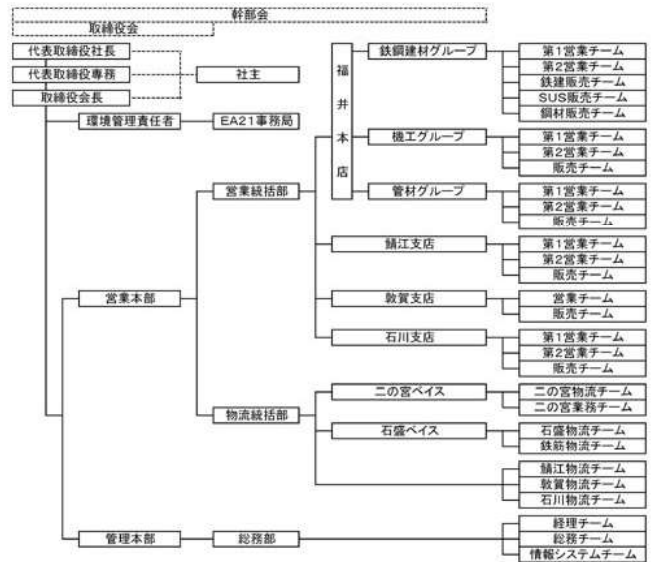 幹部会
取締役会
代表取締役社長
代表取締役専務
取締役会長
社主
環境管理責任者
EA21事務局
営業本部
営業統括部
福井本店
鉄鋼建材グループ
第1営業チーム
第2営業チーム
鉄建販売チーム
SUS販売チーム
鋼材販売チーム
機工グループ
第1営業チーム
第2営業チーム
販売チーム
管材グループ
第1営業チーム
第2営業チーム
販売チーム
鯖江支店
第1営業チーム
第2営業チーム
販売チーム
敦賀支店
営業チーム
販売チーム
石川支店
第1営業チーム
第2営業チーム
販売チーム
物流統括部
二の宮ベイス
二の宮物流チーム
二の宮業務チーム
石盛ベイス
石盛物流チーム
鉄筋物流チーム
鯖江物流チーム
敦賀物流チーム
石川物流チーム
管理本部
総務部
経理チーム
総務チーム
情報システムチーム